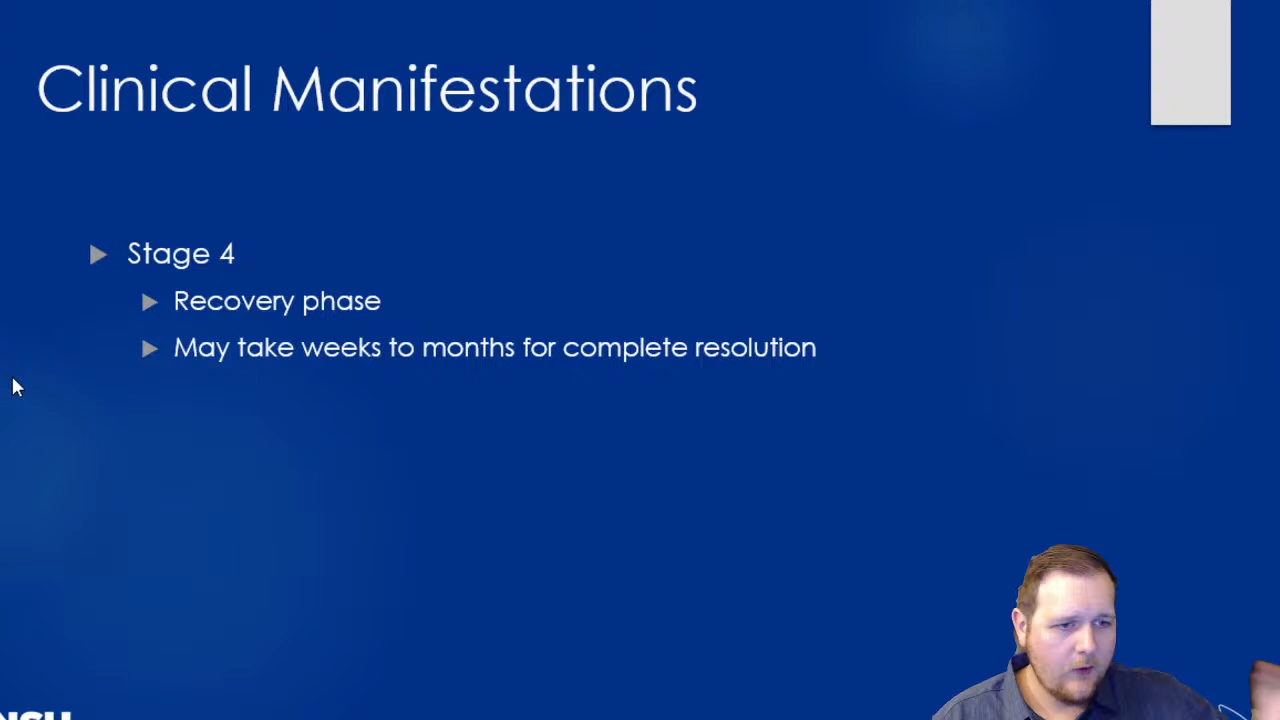 Clinical Manifestations
Stage 4
Recovery phase
May take weeks to months for complete resolution